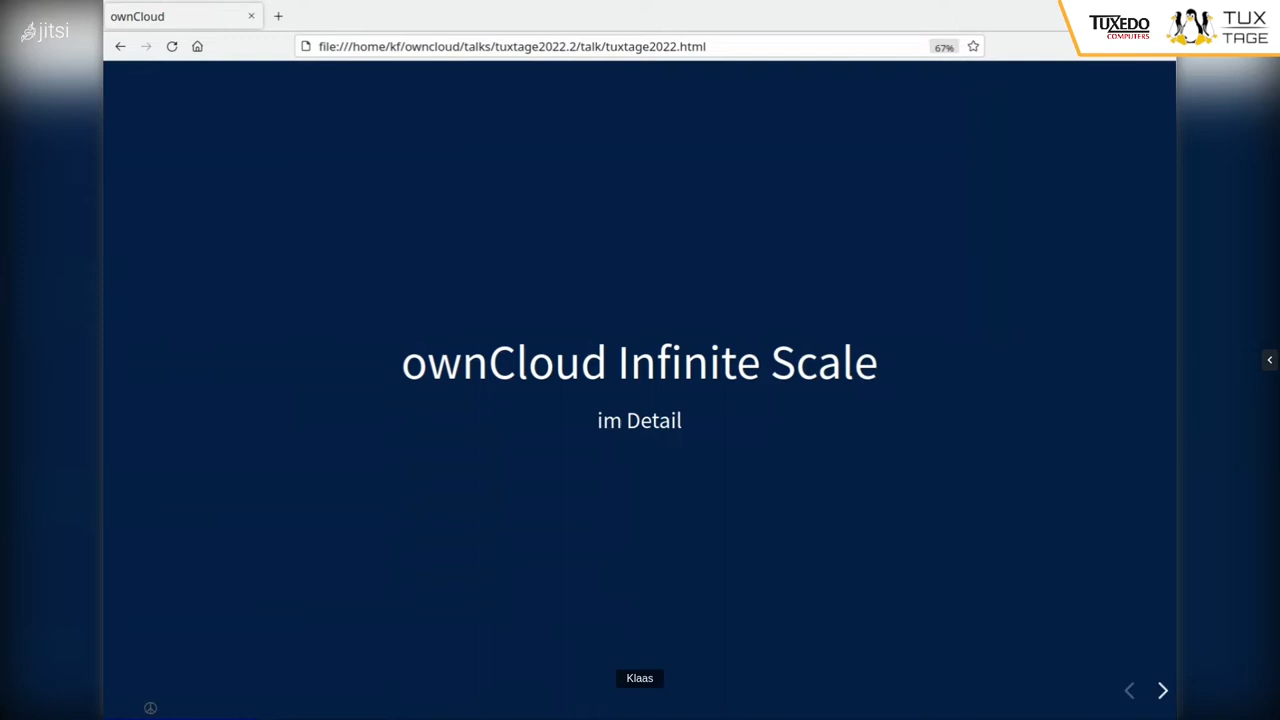 jitsi
ownCloud
TUXEDO
COMPUTERS
TUX
TAGE
file:///home/kf/owncloud/talks/tuxtage2022.2/talk/tuxtage2022.html
67%
ownCloud Infinite Scale
im Detail
Klaas